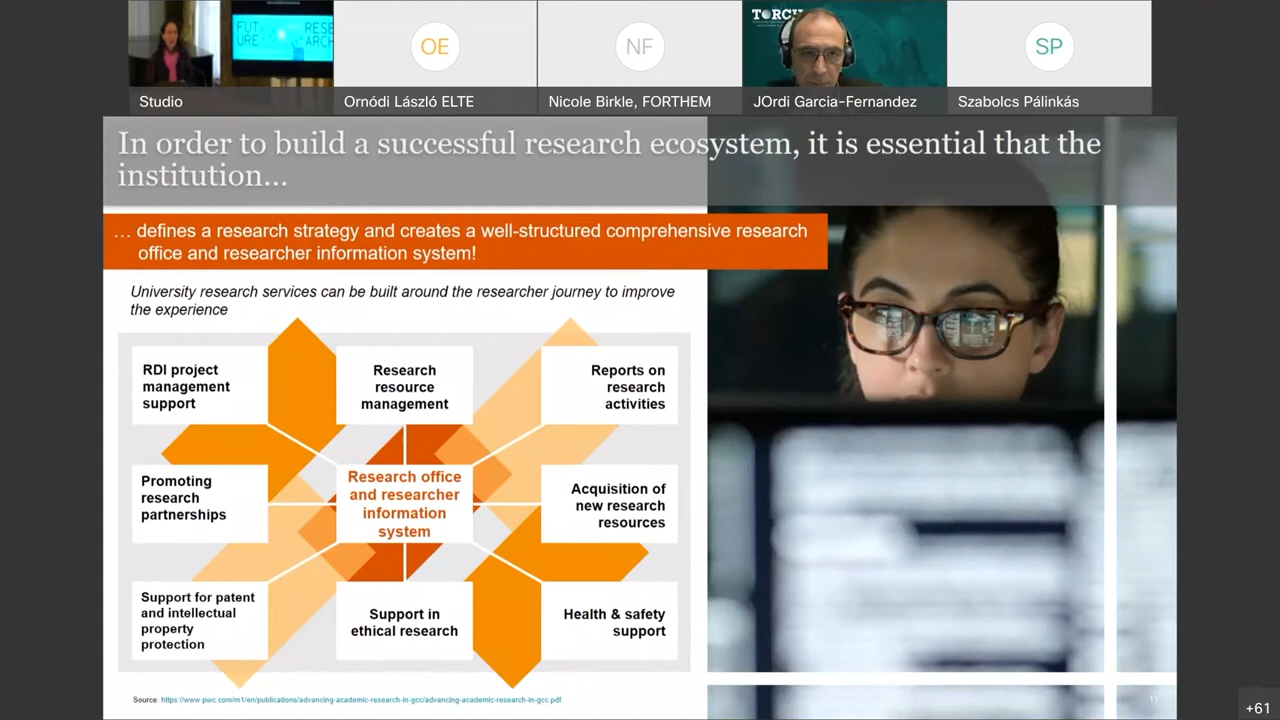 FUT RESE
URE ARCH
OE
NF
TORCH
SP
Studio
Ornódi László ELTE
Nicole Birkle, FORTHEM
JOrdi Garcia-Fernandez
Szabolcs Pálinkás
In order to build a successful research ecosystem, it is essential that the
institution...
... defines a research strategy and creates a well-structured comprehensive research
office and researcher information system!
University research services can be built around the researcher journey to improve
the experience
RDI project
management
support
Research
resource
management
Reports on
research
activities
Promoting
research
partnerships
Research office
and researcher
information
system
Acquisition of
new research
resources
Support for patent
and intellectual
property
protection
Support in
ethical research
Health & safety
support
Source: https://www.pwc.com/m1/en/publications/advancing-academic-research-in-gcc/advancing-academic-research-in-gcc.pdf
11
+61